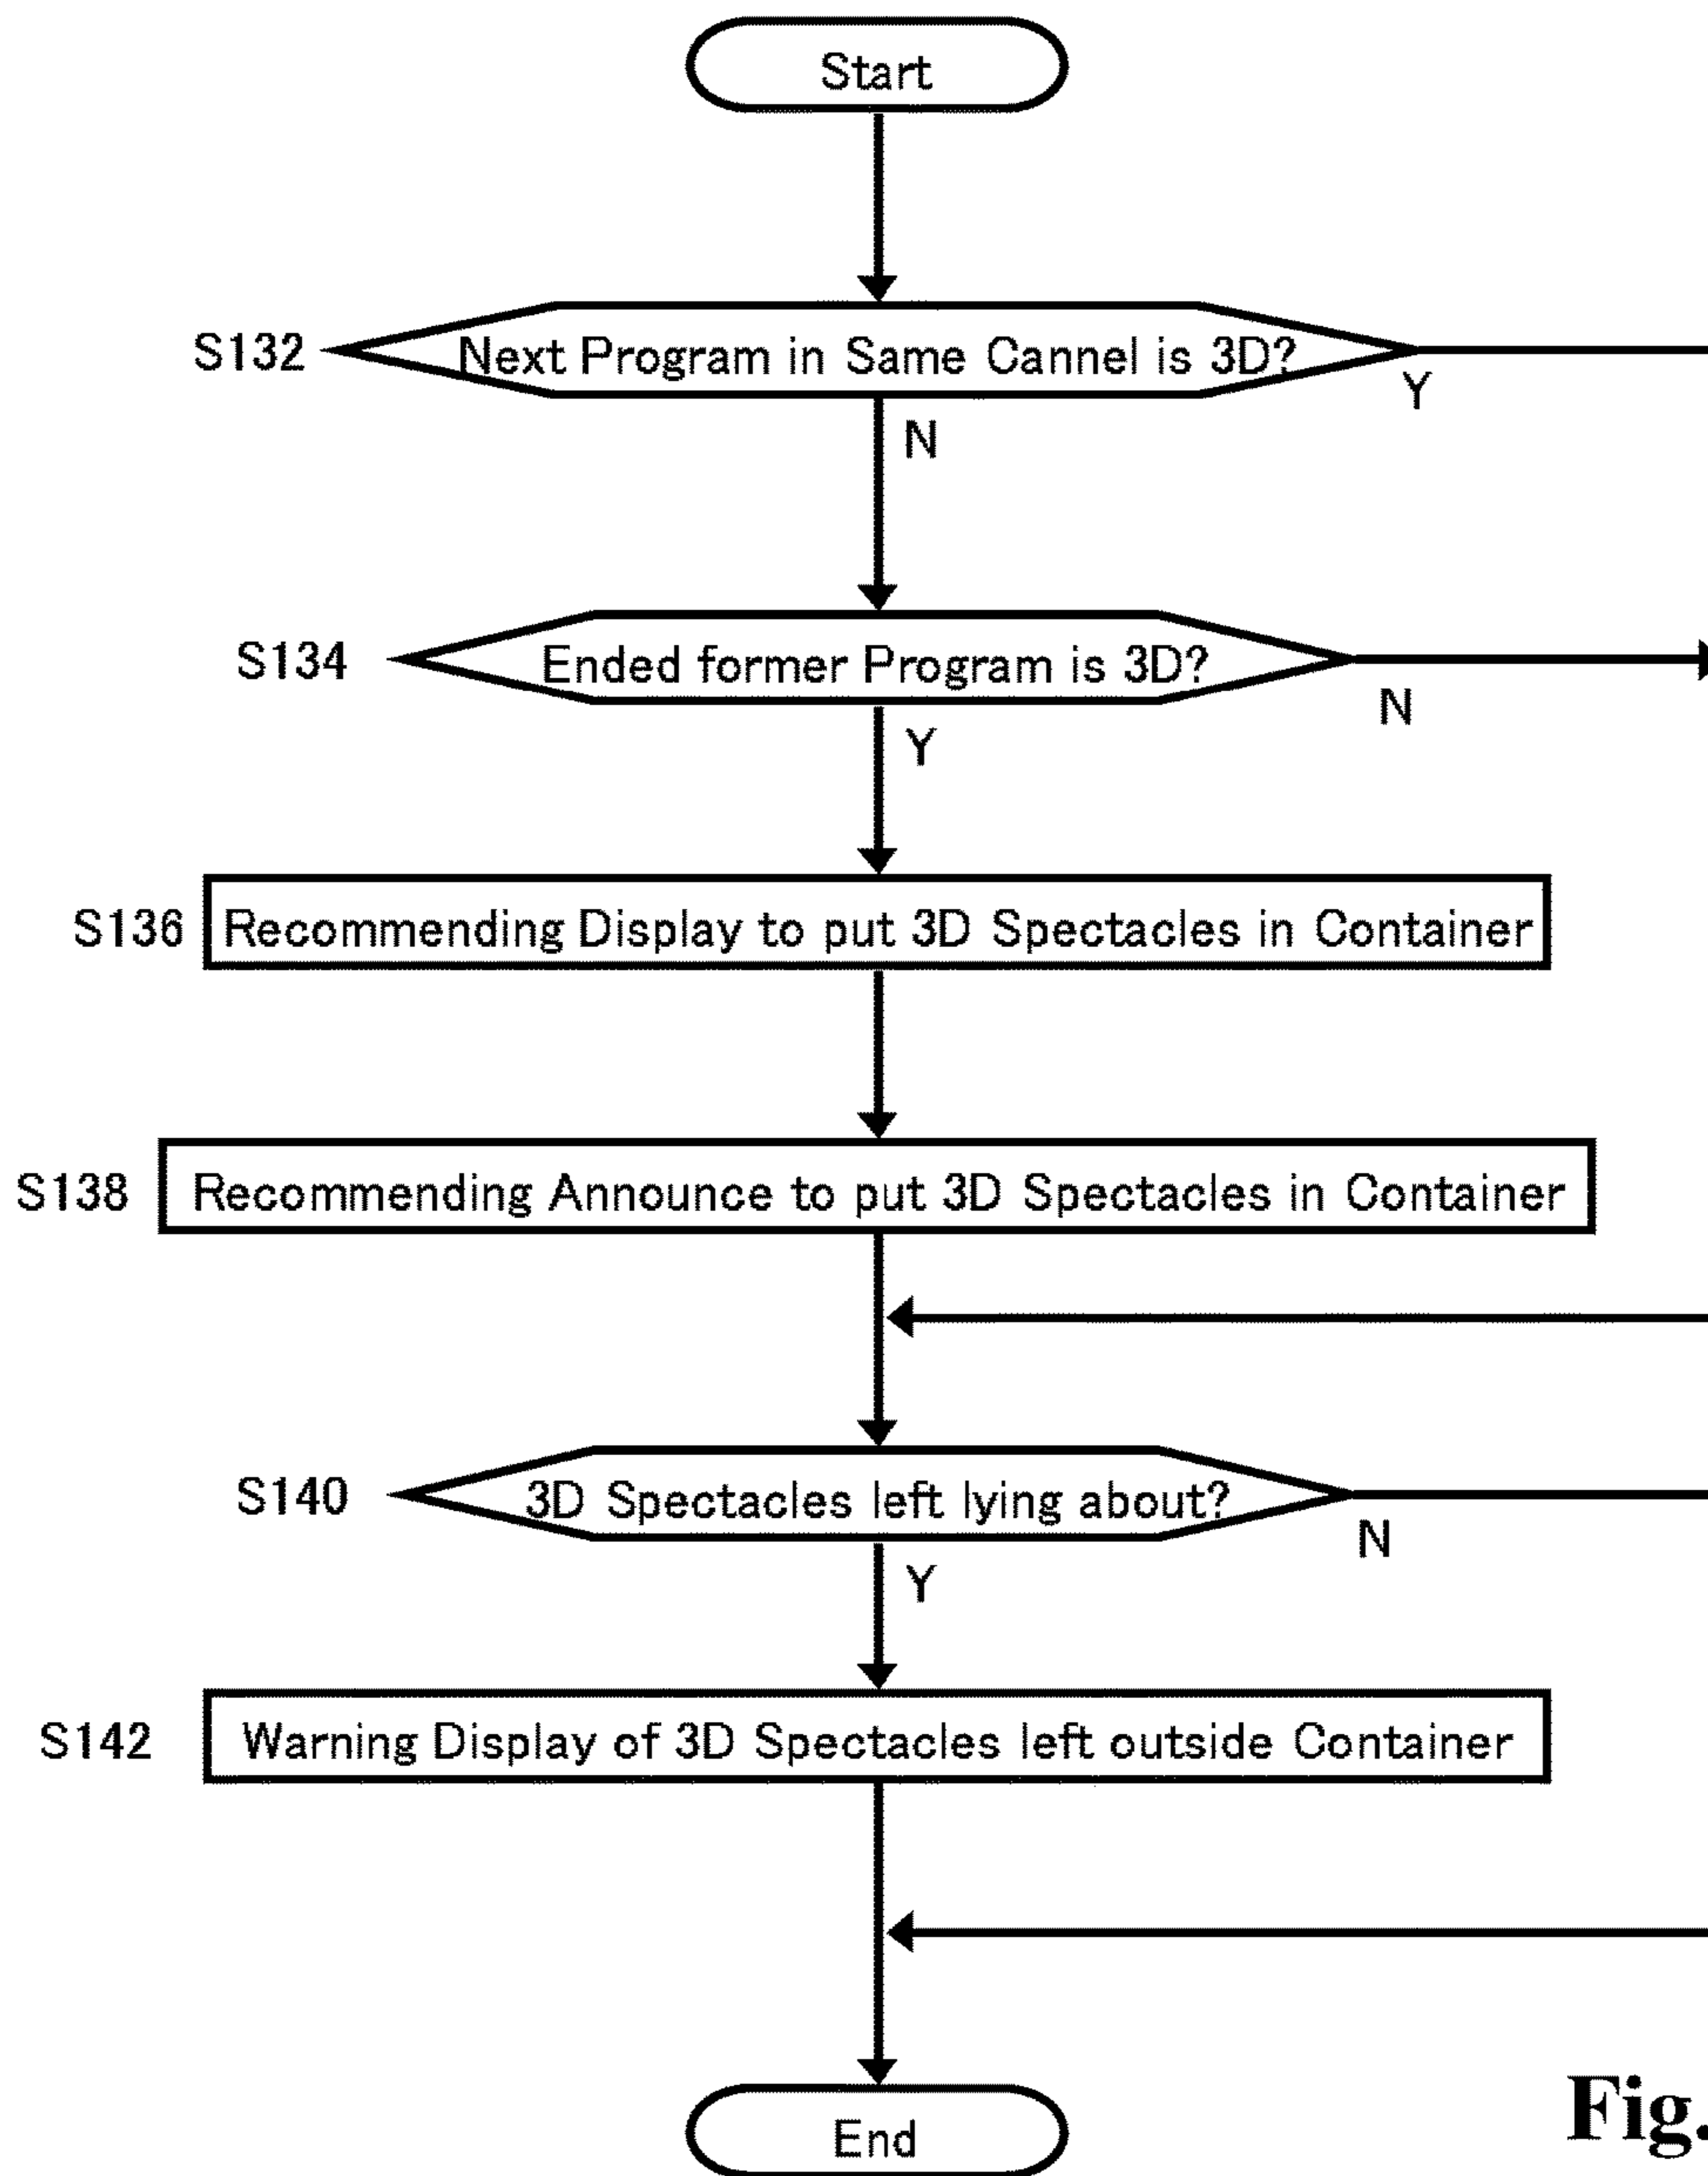 Start
S132
Next Program in Same Cannel is 3D?
Y
N
S134
Ended former Program is 3D?
N
Y
S136
Recommending Display to put 3D Spectacles in Container
S138
Recommending Announce to put 3D Spectacles in Container
S140
3D Spectacles left lying about?
N
Y
S142
Warning Display of 3D Spectacles left outside Container
End
Fig.